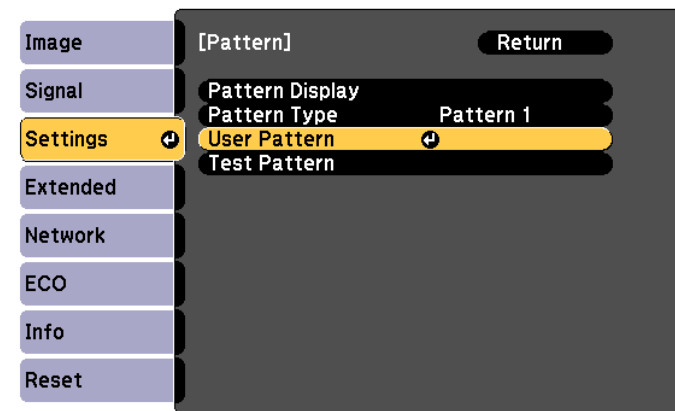 Image
Signal
Settings
Extended
Network
ECO
Info
Reset
[Pattern] Return
Pattern Display
Pattern Type Pattern 1
User Pattern
Test Pattern